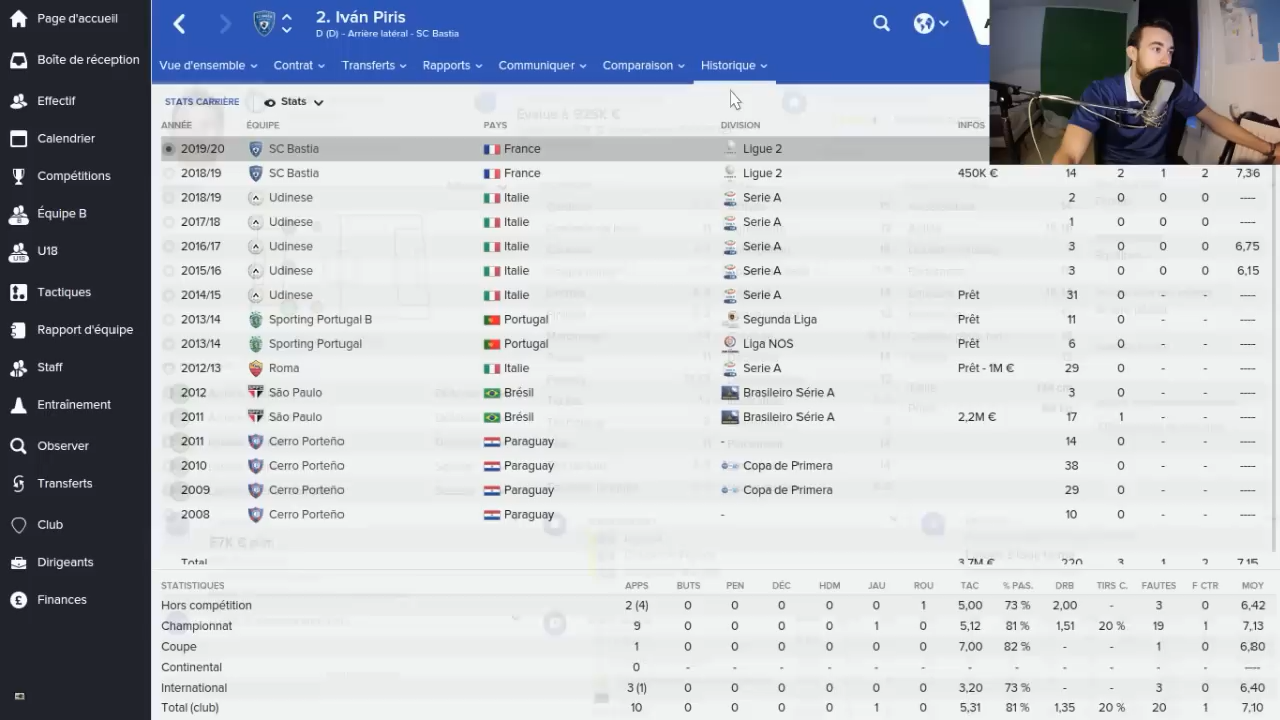 Page d'accueil
Boîte de réception
Effectif
Calendrier
Compétitions
Équipe B
U18
Tactiques
Rapport d'équipe
Staff
Entraînement
Observer
Transferts
Club
Dirigeants
Finances
2. Iván Piris
D (D) - Arrière latéral - SC Bastia
Vue d'ensemble Contrat Transferts Rapports Communiquer Comparaison Historique
STATS CARRIÈRE Stats
ANNÉE ÉQUIPE PAYS DIVISION INFOS
2019/20 SC Bastia France Ligue 2
2018/19 SC Bastia France Ligue 2 450K € 14 2 1 2 7,36
2018/19 Udinese Italie Serie A 2 0 0 0 ----
2017/18 Udinese Italie Serie A 1 0 0 0 ----
2016/17 Udinese Italie Serie A 3 0 0 0 6,75
2015/16 Udinese Italie Serie A 3 0 0 0 6,15
2014/15 Udinese Italie Serie A Prêt 31 0 - - ----
2013/14 Sporting Portugal B Portugal Segunda Liga Prêt 11 0 - - ----
2013/14 Sporting Portugal Portugal Liga NOS Prêt 6 0 - - ----
2012/13 Roma Italie Serie A Prêt - 1M € 29 0 - - ----
2012 São Paulo Brésil Brasileiro Série A 3 0 - - ----
2011 São Paulo Brésil Brasileiro Série A 2,2M € 17 1 - - ----
2011 Cerro Porteño Paraguay - 14 0 - - ----
2010 Cerro Porteño Paraguay Copa de Primera 38 0 - - ----
2009 Cerro Porteño Paraguay Copa de Primera 29 0 - - ----
2008 Cerro Porteño Paraguay - 10 0 - - ----
Total 3,7M € 220 3 1 2 7,15
STATISTIQUES APPS BUTS PEN DÉC HDM JAU ROU TAC % PAS. DRB TIRS C. FAUTES F CTR MOY
Hors compétition 2 (4) 0 0 0 0 0 1 5,00 73 % 2,00 - 3 0 6,42
Championnat 9 0 0 0 0 1 0 5,12 81 % 1,51 20 % 19 1 7,13
Coupe 1 0 0 0 0 0 0 7,00 82 % - - 1 0 6,80
Continental 0 - - - - - - - - - - - - ----
International 3 (1) 0 0 0 0 0 0 3,20 73 % - - 3 0 6,40
Total (club) 10 0 0 0 0 1 0 5,31 81 % 1,35 20 % 20 1 7,10